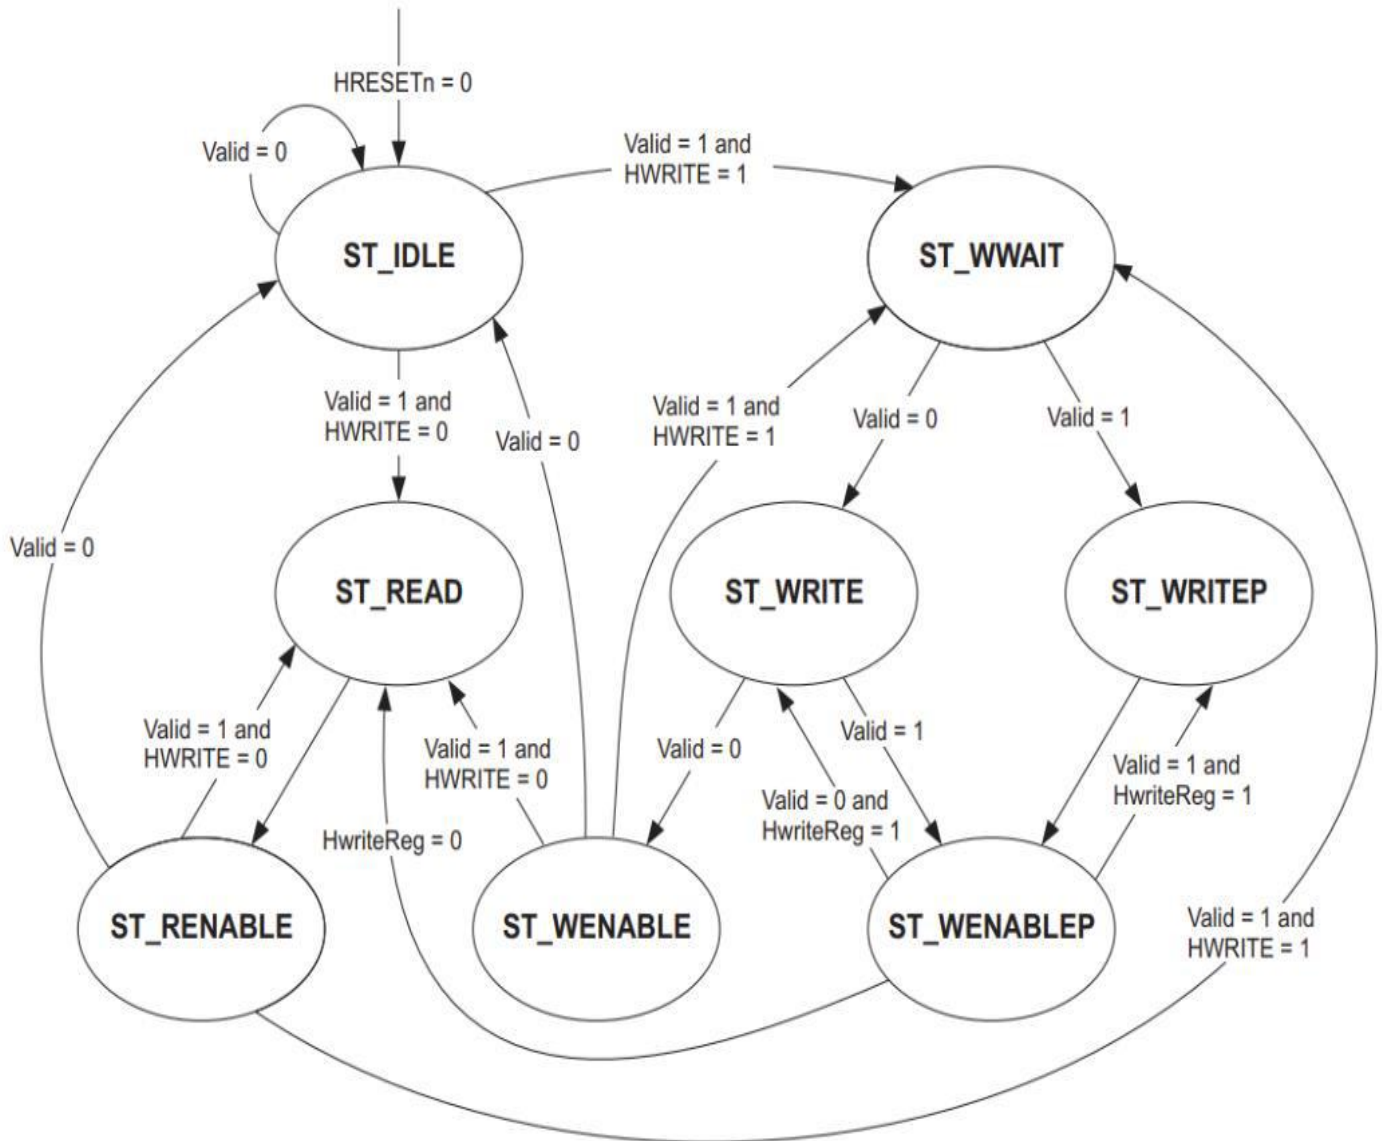 HRESETn = 0
Valid = 0
Valid = 1 and
HWRITE = 1
ST_IDLE
ST_WWAIT
Valid = 1 and
HWRITE = 0
Valid = 0
Valid = 1 and
HWRITE = 1
Valid = 0
Valid = 1
Valid = 0
ST_READ
ST_WRITE
ST_WRITEP
Valid = 1 and
HWRITE = 0
HwriteReg = 0
Valid = 1 and
HWRITE = 0
Valid = 0
Valid = 1
Valid = 0 and
HwriteReg = 1
Valid = 1 and
HwriteReg = 1
ST_RENABLE
ST_WENABLE
ST_WENABLEP
Valid = 1 and
HWRITE = 1